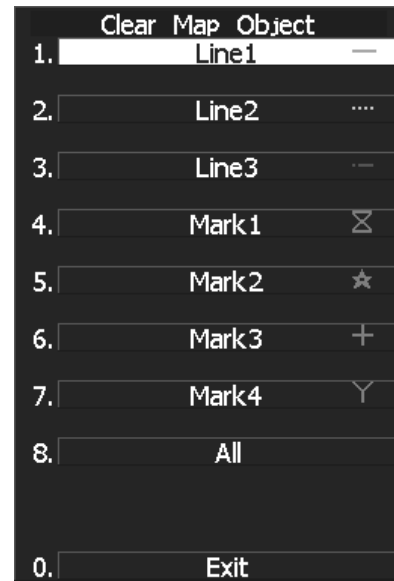 Clear Map Object
1. Line1
2. Line2
3. Line3
4. Mark1
5. Mark2
6. Mark3
7. Mark4
8. All
0. Exit